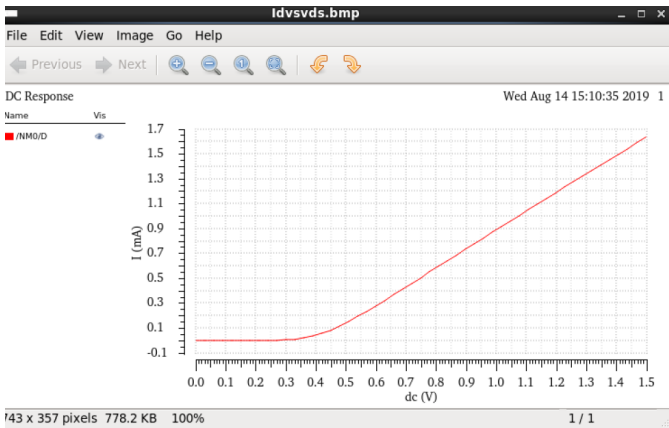 Idvsvds.bmp
File Edit View Image Go Help
Previous Next
DC Response Wed Aug 14 15:10:35 2019 1
Name Vis
/NM0/D
1.7
1.5
1.3
1.1
0.9
0.7
0.5
0.3
0.1
-0.1
I (mA)
0.0 0.1 0.2 0.3 0.4 0.5 0.6 0.7 0.8 0.9 1.0 1.1 1.2 1.3 1.4 1.5
dc (V)
743 x 357 pixels 778.2 KB 100% 1 / 1